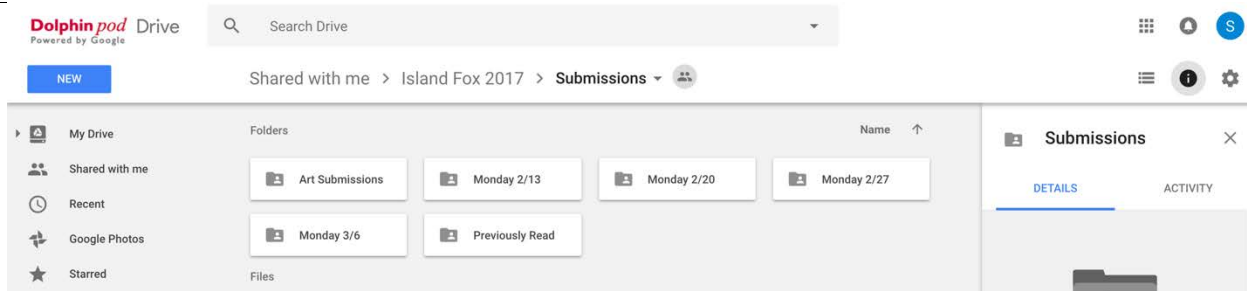 Dolphin pod Drive
Powered by Google
Search Drive
S
NEW
Shared with me > Island Fox 2017 > Submissions
My Drive
Shared with me
Recent
Google Photos
Starred
Folders
Name
Art Submissions
Monday 2/13
Monday 2/20
Monday 2/27
Monday 3/6
Previously Read
Files
Submissions
DETAILS
ACTIVITY